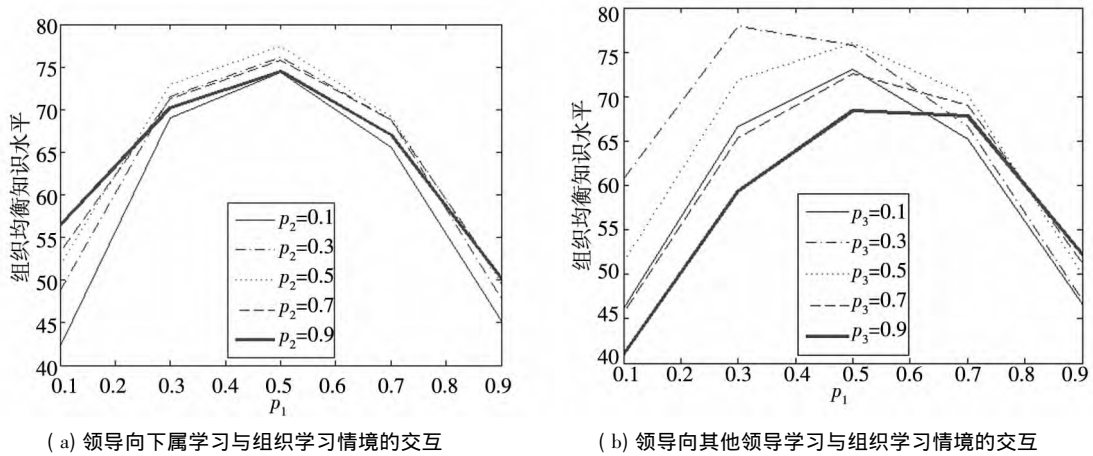 80
75
70
65
60
55
50
45
40
组织均衡知识水平
p2=0.1
p2=0.3
p2=0.5
p2=0.7
p2=0.9
0.1 0.2 0.3 0.4 0.5 0.6 0.7 0.8 0.9
p1
(a) 领导向下属学习与组织学习情境的交互
80
75
70
65
60
55
50
45
40
组织均衡知识水平
p3=0.1
p3=0.3
p3=0.5
p3=0.7
p3=0.9
0.1 0.2 0.3 0.4 0.5 0.6 0.7 0.8 0.9
p1
(b) 领导向其他领导学习与组织学习情境的交互